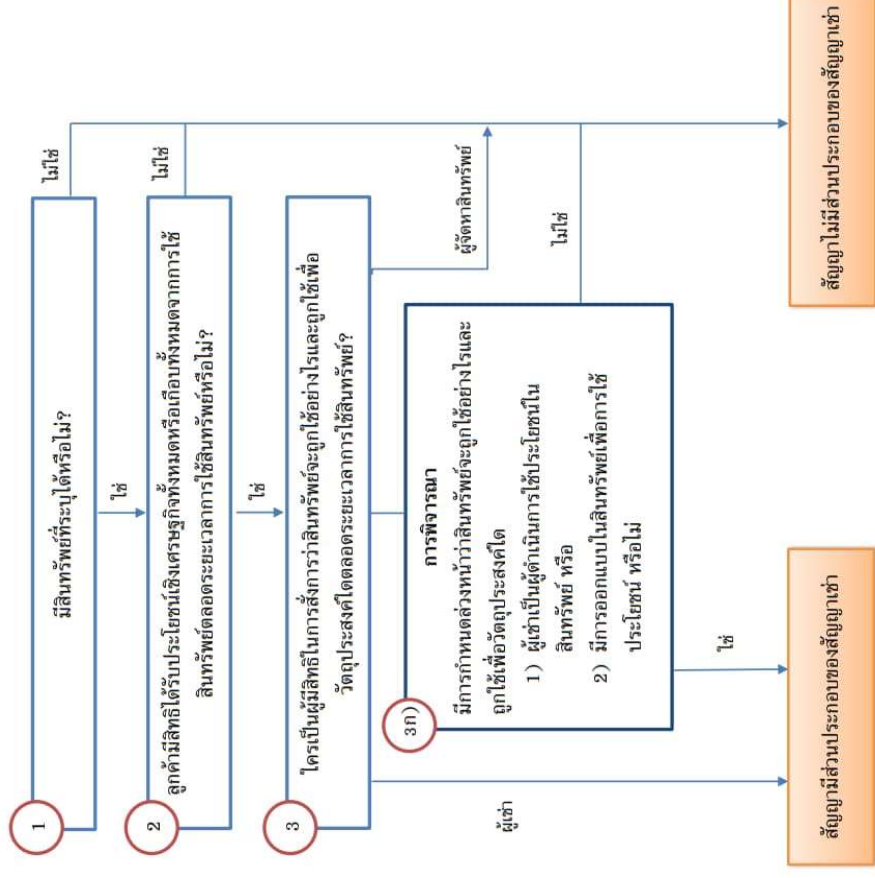 1
มีสินทรัพย์ที่ระบุได้หรือไม่?
ไม่ใช่
ใช่
2
ลูกค้ามีสิทธิได้รับประโยชน์เชิงเศรษฐกิจทั้งหมดหรือเกือบทั้งหมดจากการใช้
สินทรัพย์ตลอดระยะเวลาการใช้สินทรัพย์หรือไม่?
ไม่ใช่
ใช่
3
ใครเป็นผู้มีสิทธิในการสั่งการว่าสินทรัพย์จะถูกใช้อย่างไรและถูกใช้เพื่อ
วัตถุประสงค์ใดตลอดระยะเวลาการใช้สินทรัพย์?
ผู้เช่า
ผู้จัดหาสินทรัพย์
3ก)
การพิจารณา
มีการกำหนดล่วงหน้าว่าสินทรัพย์จะถูกใช้อย่างไรและ
ถูกใช้เพื่อวัตถุประสงค์ใด
1) ผู้เช่าเป็นผู้ดำเนินการใช้ประโยชน์ใน
สินทรัพย์ หรือ
2) มีการออกแบบในสินทรัพย์เพื่อการใช้
ประโยชน์ หรือไม่
ไม่ใช่
ใช่
สัญญามีส่วนประกอบของสัญญาเช่า
สัญญาไม่มีส่วนประกอบของสัญญาเช่า